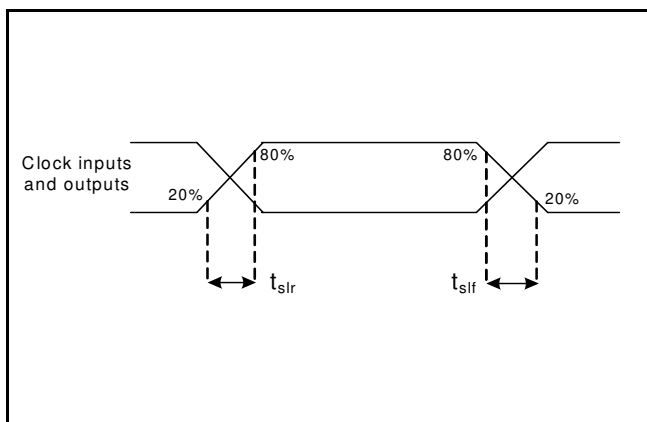 Clock inputs
and outputs
80%
20%
80%
20%
tslr
tslf